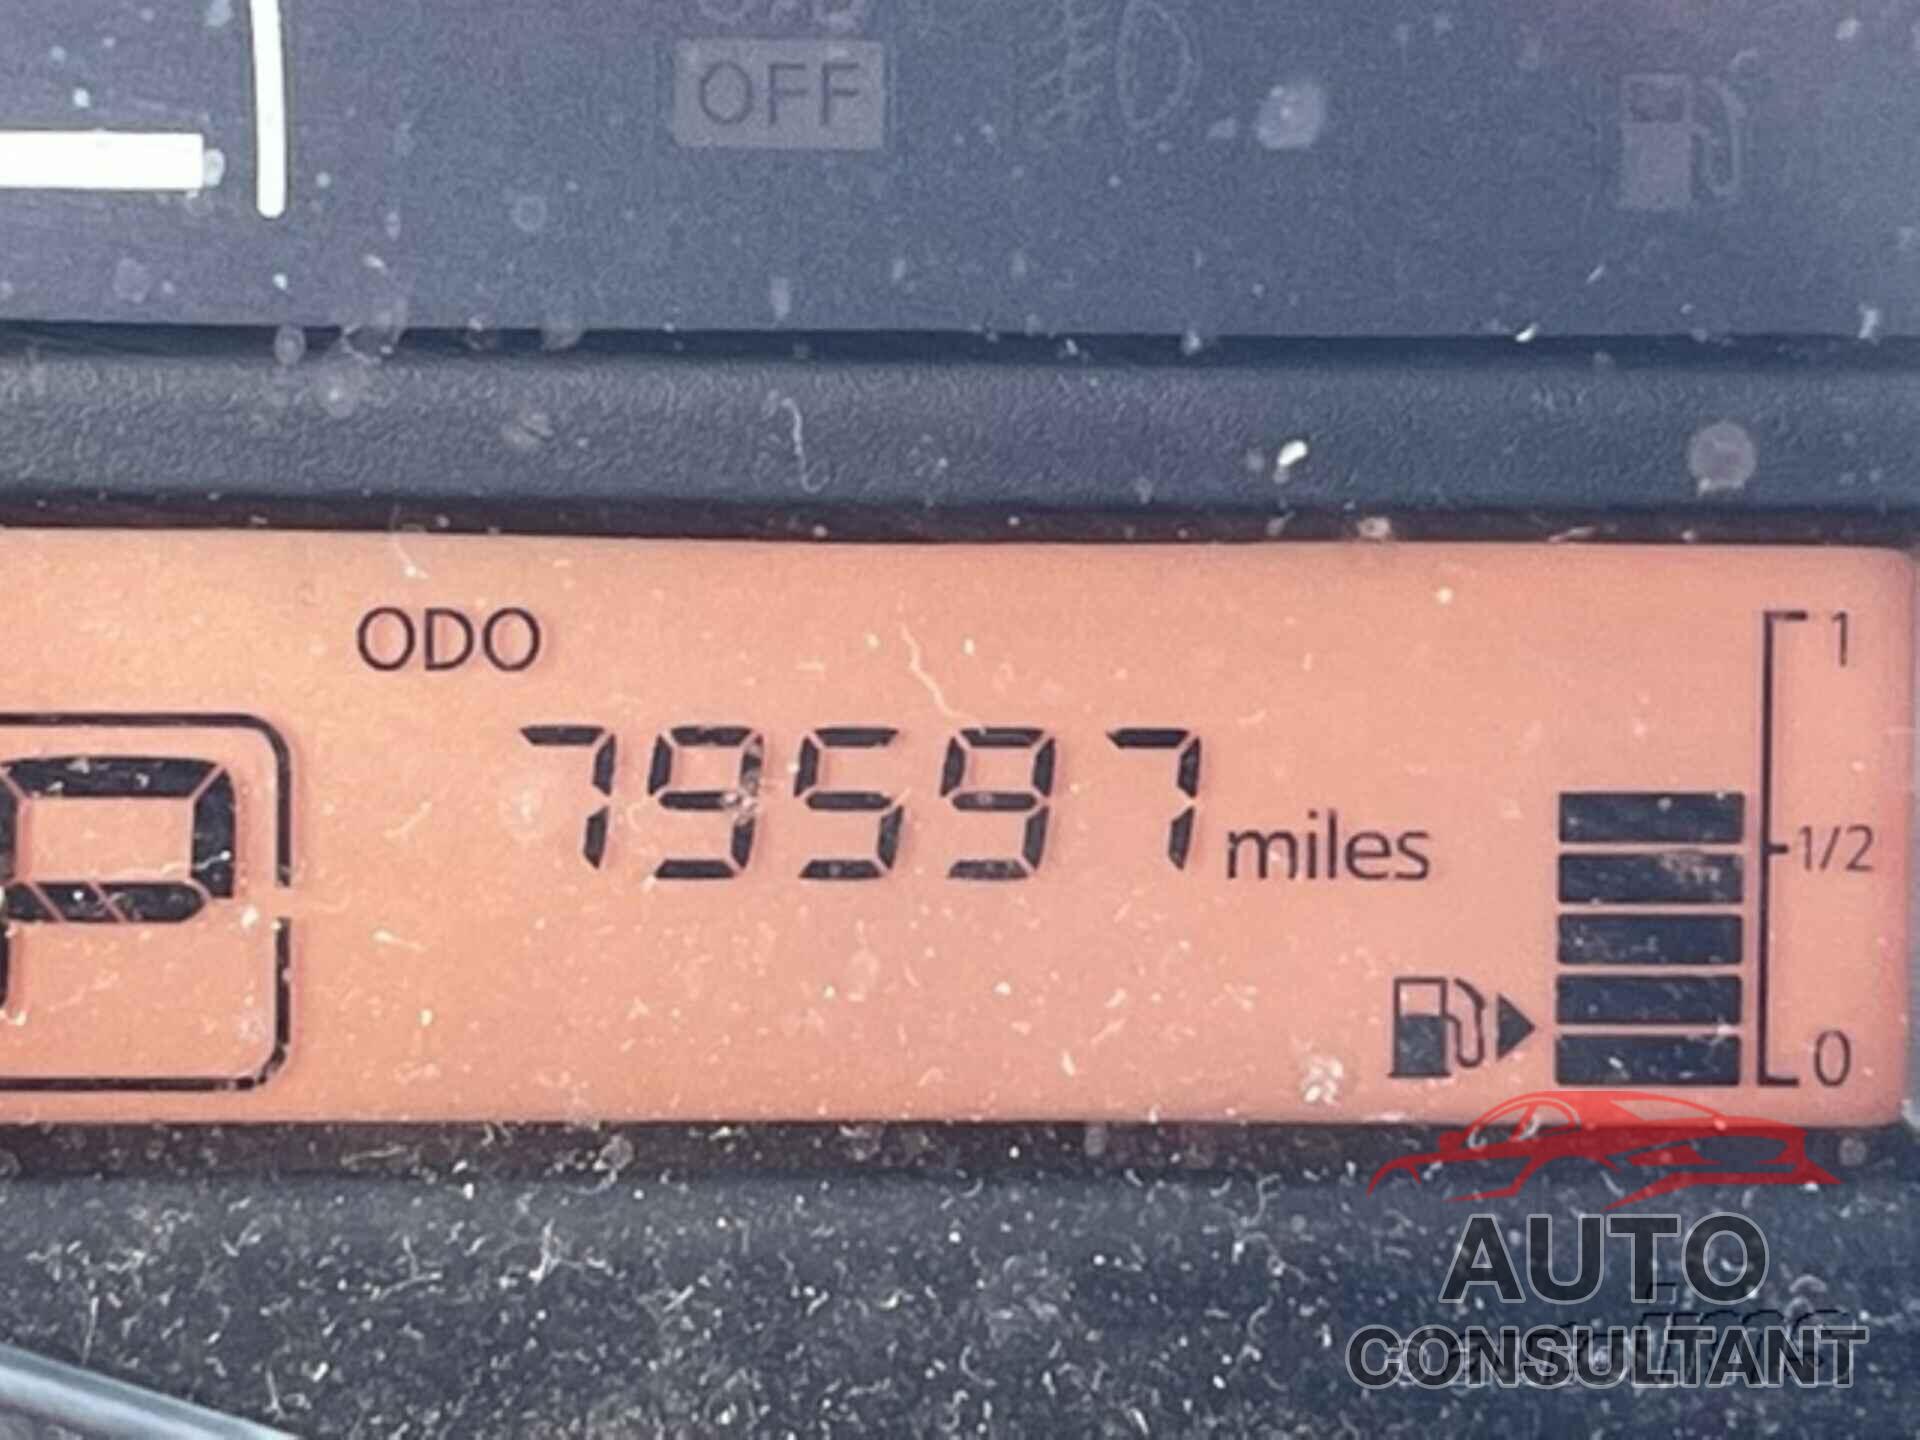 OFF
ODO
1
79597 miles
1/2
P
0
AUTO
CONSULTANT